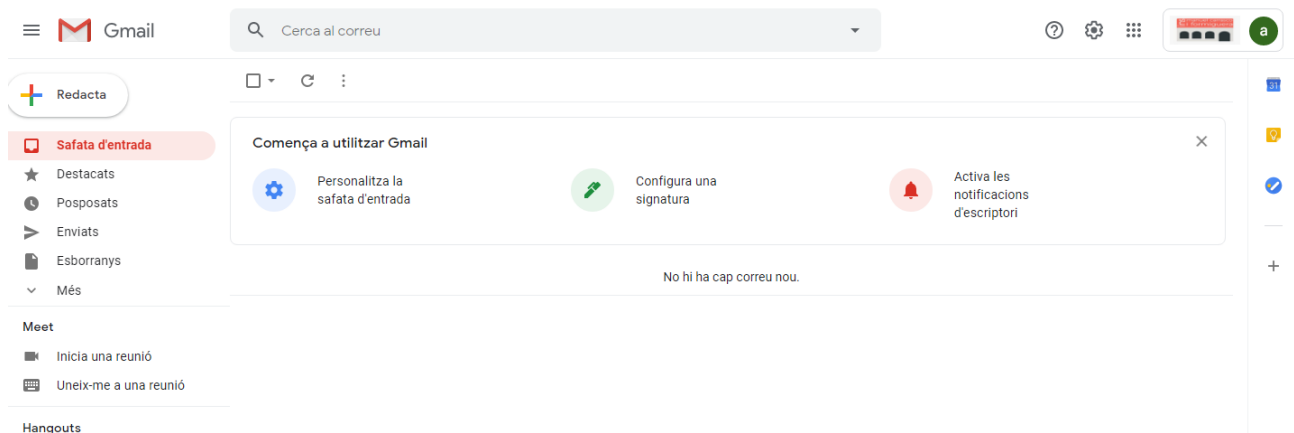 Gmail
Cerca al correu
a
Redacta
Safata d'entrada
Destacats
Posposats
Enviats
Esborranys
Més
Meet
Inicia una reunió
Uneix-me a una reunió
Hangouts
Comença a utilitzar Gmail
Personalitza la
safata d'entrada
Configura una
signatura
Activa les
notificacions
d'escriptori
No hi ha cap correu nou.
31